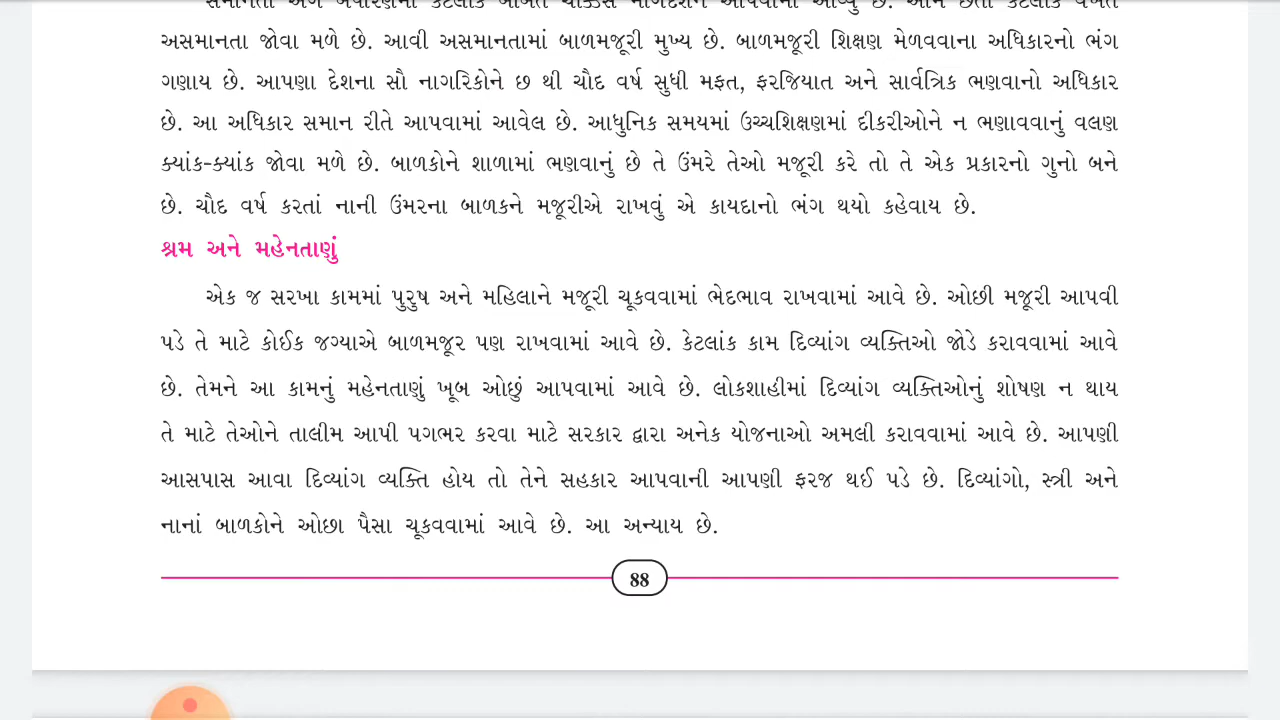 અસમાનતા જોવા મળે છે. આવી અસમાનતામાં બાળમજૂરી મુખ્ય છે. બાળમજૂરી શિક્ષણ મેળવવાના અધિકારનો ભંગ
ગણાય છે. આપણા દેશના સૌ નાગરિકોને છ થી ચૌદ વર્ષ સુધી મફત, ફરજિયાત અને સાર્વત્રિક ભણવાનો અધિકાર
છે. આ અધિકાર સમાન રીતે આપવામાં આવેલ છે. આધુનિક સમયમાં ઉચ્ચશિક્ષણમાં દીકરીઓને ન ભણાવવાનું વલણ
ક્યાંક-ક્યાંક જોવા મળે છે. બાળકોને શાળામાં ભણવાનું છે તે ઉંમરે તેઓ મજૂરી કરે તો તે એક પ્રકારનો ગુનો બને
છે. ચૌદ વર્ષ કરતાં નાની ઉંમરના બાળકને મજૂરીએ રાખવું એ કાયદાનો ભંગ થયો કહેવાય છે.
શ્રમ અને મહેનતાણું
એક જ સરખા કામમાં પુરુષ અને મહિલાને મજૂરી ચૂકવવામાં ભેદભાવ રાખવામાં આવે છે. ઓછી મજૂરી આપવી
પડે તે માટે કોઈક જગ્યાએ બાળમજૂર પણ રાખવામાં આવે છે. કેટલાંક કામ દિવ્યાંગ વ્યક્તિઓ જોડે કરાવવામાં આવે
છે. તેમને આ કામનું મહેનતાણું ખૂબ ઓછું આપવામાં આવે છે. લોકશાહીમાં દિવ્યાંગ વ્યક્તિઓનું શોષણ ન થાય
તે માટે તેઓને તાલીમ આપી પગભર કરવા માટે સરકાર દ્વારા અનેક યોજનાઓ અમલી કરાવવામાં આવે છે. આપણી
આસપાસ આવા દિવ્યાંગ વ્યક્તિ હોય તો તેને સહકાર આપવાની આપણી ફરજ થઈ પડે છે. દિવ્યાંગો, સ્ત્રી અને
નાનાં બાળકોને ઓછા પૈસા ચૂકવવામાં આવે છે. આ અન્યાય છે.
88